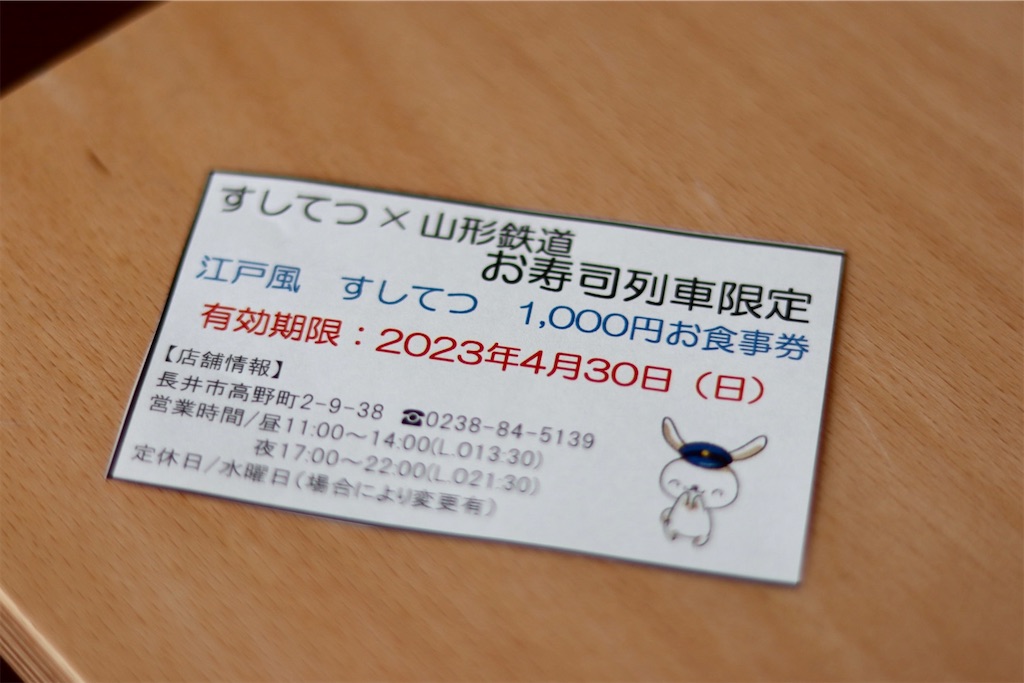 すしてつ×山形鉄道
お寿司列車限定
江戸風　すしてつ　1,000円お食事券
有効期限：2023年4月30日（日）
【店舗情報】
長井市高野町2-9-38　☎0238-84-5139
営業時間/昼11:00～14:00(L.O13:30)
夜17:00～22:00(L.O21:30)
定休日/水曜日(場合により変更有)